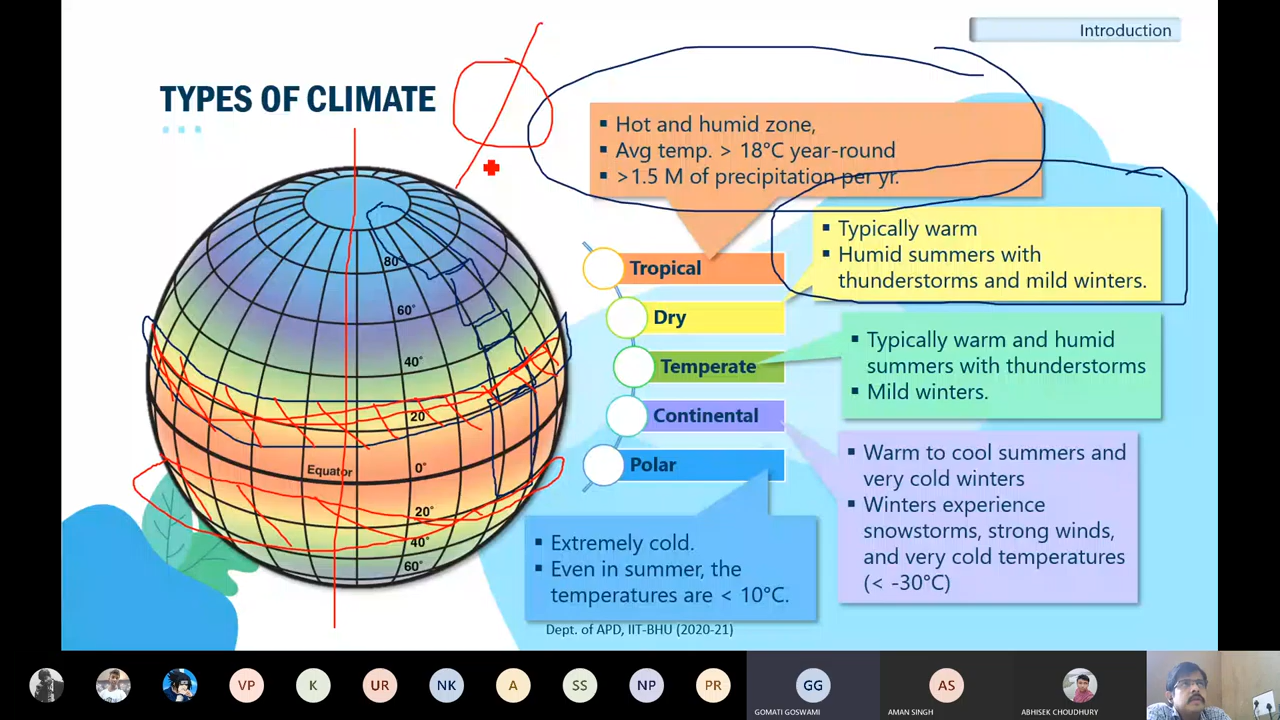 Introduction
TYPES OF CLIMATE
▪ Hot and humid zone,
▪ Avg temp. > 18°C year-round
▪ >1.5 M of precipitation per yr.
▪ Typically warm
▪ Humid summers with
thunderstorms and mild winters.
Tropical
Dry
Temperate
Continental
Polar
▪ Typically warm and humid
summers with thunderstorms
▪ Mild winters.
▪ Warm to cool summers and
very cold winters
▪ Winters experience
snowstorms, strong winds,
and very cold temperatures
(< -30°C)
▪ Extremely cold.
▪ Even in summer, the
temperatures are < 10°C.
80°
60°
40°
20
Equator 0°
20°
40°
60°
Dept. of APD, IIT-BHU (2020-21)
VP K UR NK A SS NP PR GG AS
GOMATI GOSWAMI AMAN SINGH ABHISEK CHOUDHURY